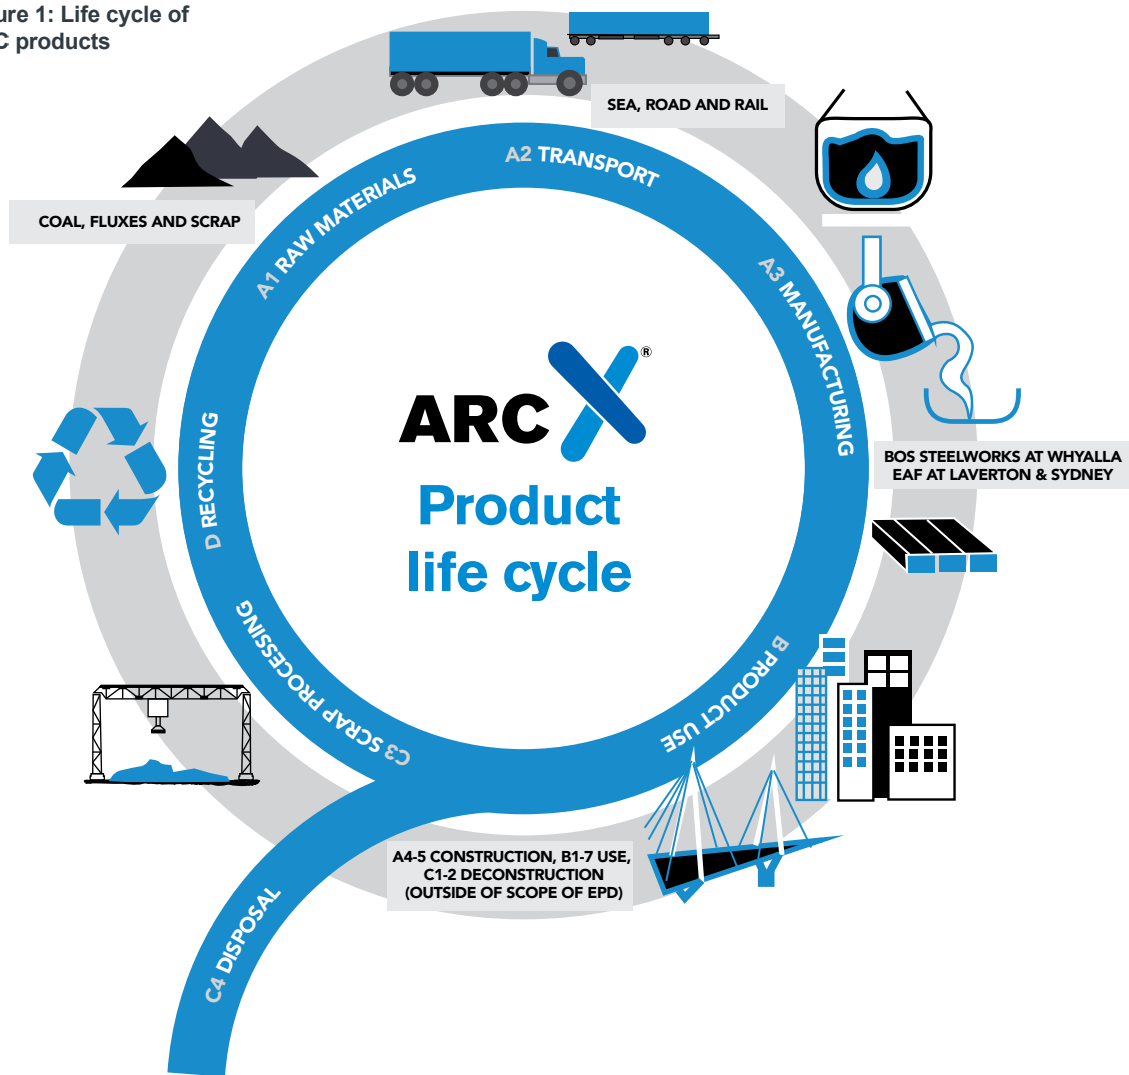 ure 1: Life cycle of
C products
SEA, ROAD AND RAIL
A2 TRANSPORT
A1 RAW MATERIALS
COAL, FLUXES AND SCRAP
A3 MANUFACTURING
ARC
®
Product
life cycle
BOS STEELWORKS AT WHYALLA
EAF AT LAVERTON & SYDNEY
D RECYCLING
B PRODUCT USE
C3 SCRAP PROCESSING
A4-5 CONSTRUCTION, B1-7 USE,
C1-2 DECONSTRUCTION
(OUTSIDE OF SCOPE OF EPD)
C4 DISPOSAL